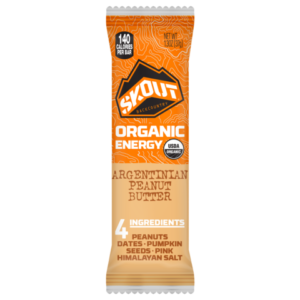 140
CALORIES
PER BAR
NET WT.
SKOUT
BACKCOUNTRY
ORGANIC
ENERGY
USDA
ORGANIC
ARGENTINIAN
PEANUT
BUTTER
4 INGREDIENTS
PEANUTS
DATES · PUMPKIN
SEEDS · PINK
HIMALAYAN SALT